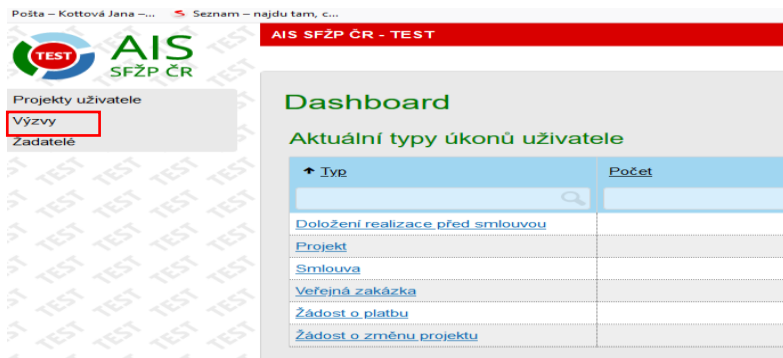 Pošta – Kottová Jana –... Seznam – najdu tam, c...
TEST AIS
SFŽP ČR
AIS SFŽP ČR - TEST
Projekty uživatele
Výzvy
Žadatelé
Dashboard
Aktuální typy úkonů uživatele
Typ Počet
Doložení realizace před smlouvou
Projekt
Smlouva
Veřejná zakázka
Žádost o platbu
Žádost o změnu projektu